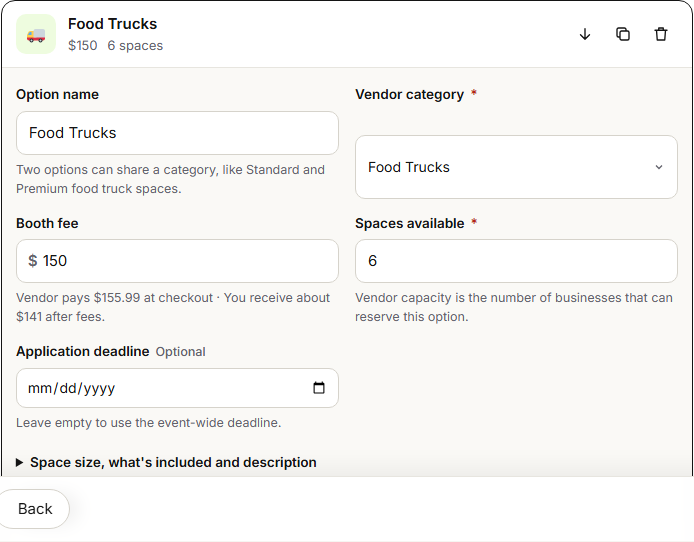 Food Trucks
$150 6 spaces
Option name
Vendor category *
Food Trucks
Food Trucks
Two options can share a category, like Standard and
Premium food truck spaces.
Booth fee
Spaces available *
$ 150
6
Vendor pays $155.99 at checkout · You receive about
$141 after fees.
Vendor capacity is the number of businesses that can
reserve this option.
Application deadline Optional
mm/dd/yyyy
Leave empty to use the event-wide deadline.
Space size, what's included and description
Back